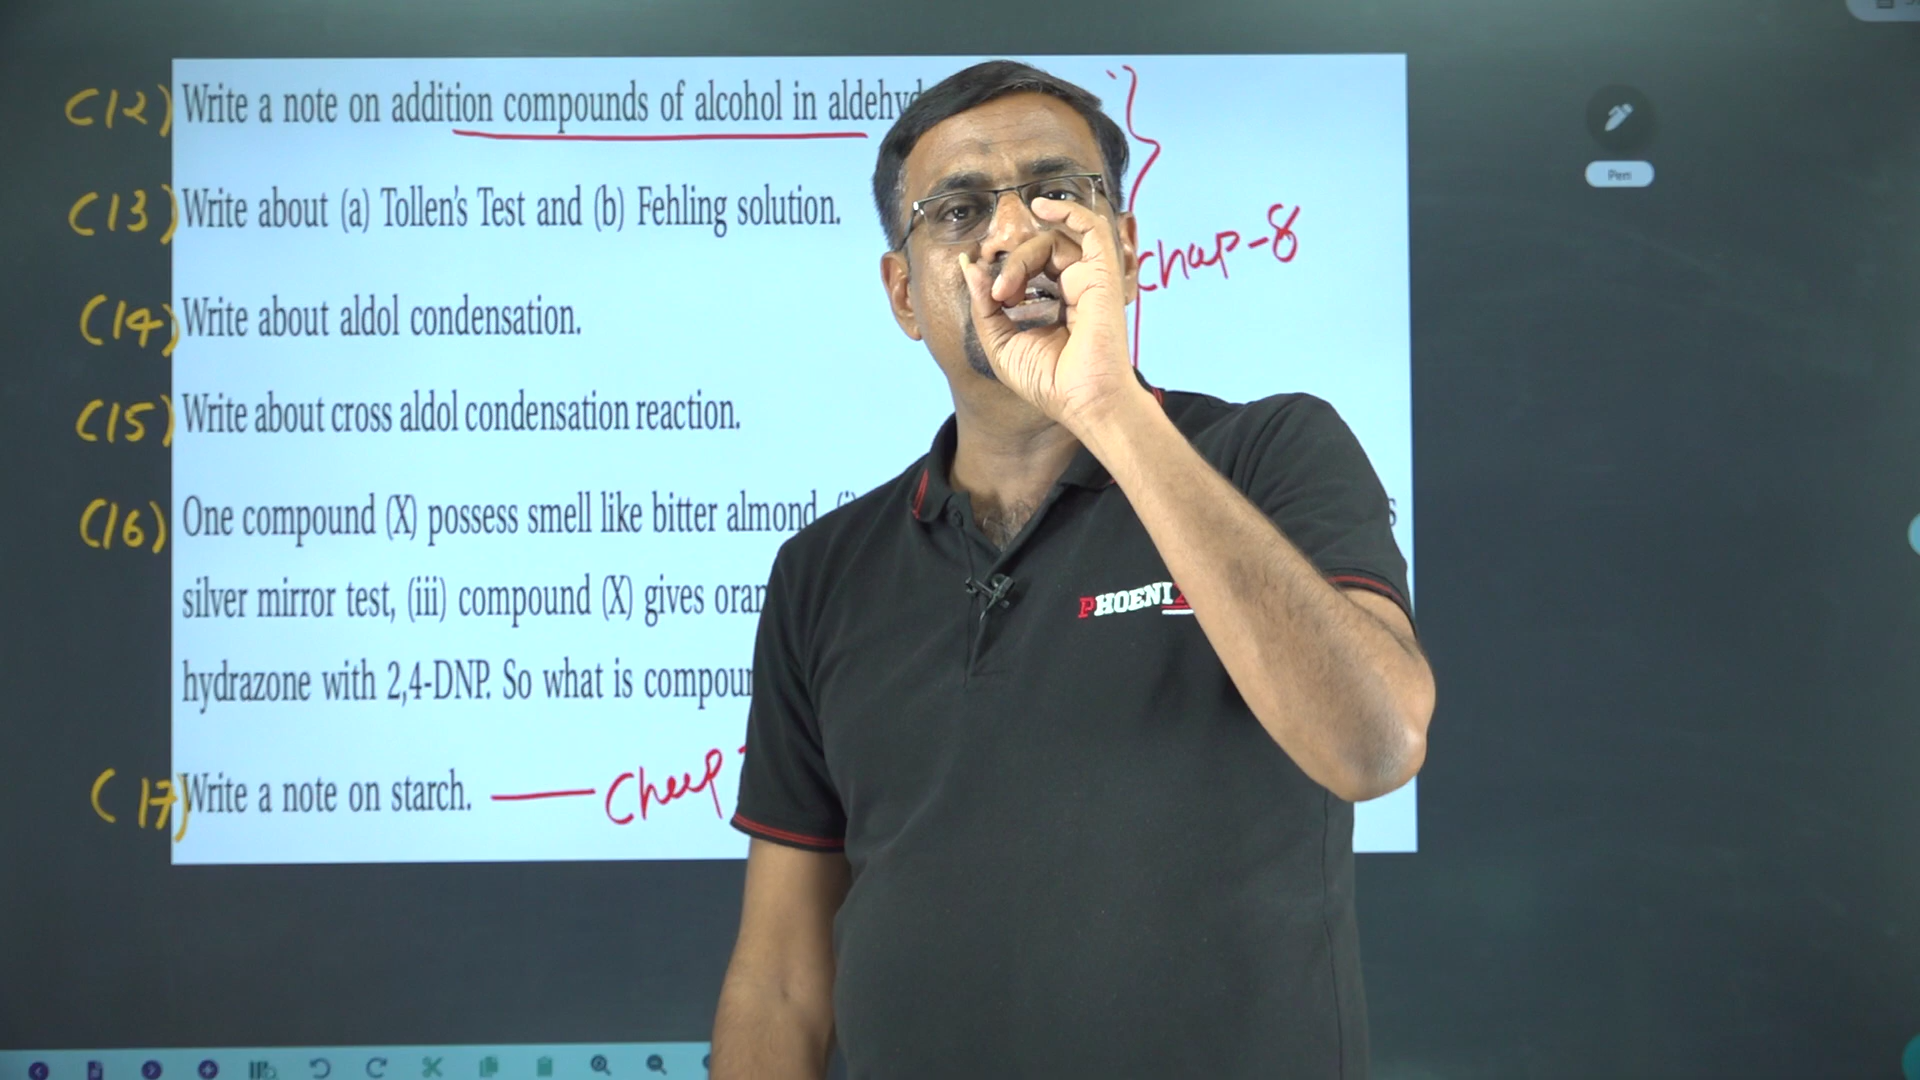 (12) Write a note on addition compounds of alcohol in
(13) Write about (a) Tollen's Test and (b) Fehling solution.
Chap-8
(14) Write about aldol condensation.
(15) Write about cross aldol condensation reaction.
(16) One compound (X) possess smell like bitter almond
silver mirror test, (iii) compound (X) gives
hydrazone with 2,4-DNP. So what is
(17) Write a note on starch. — Chap
Pen
PHOENI